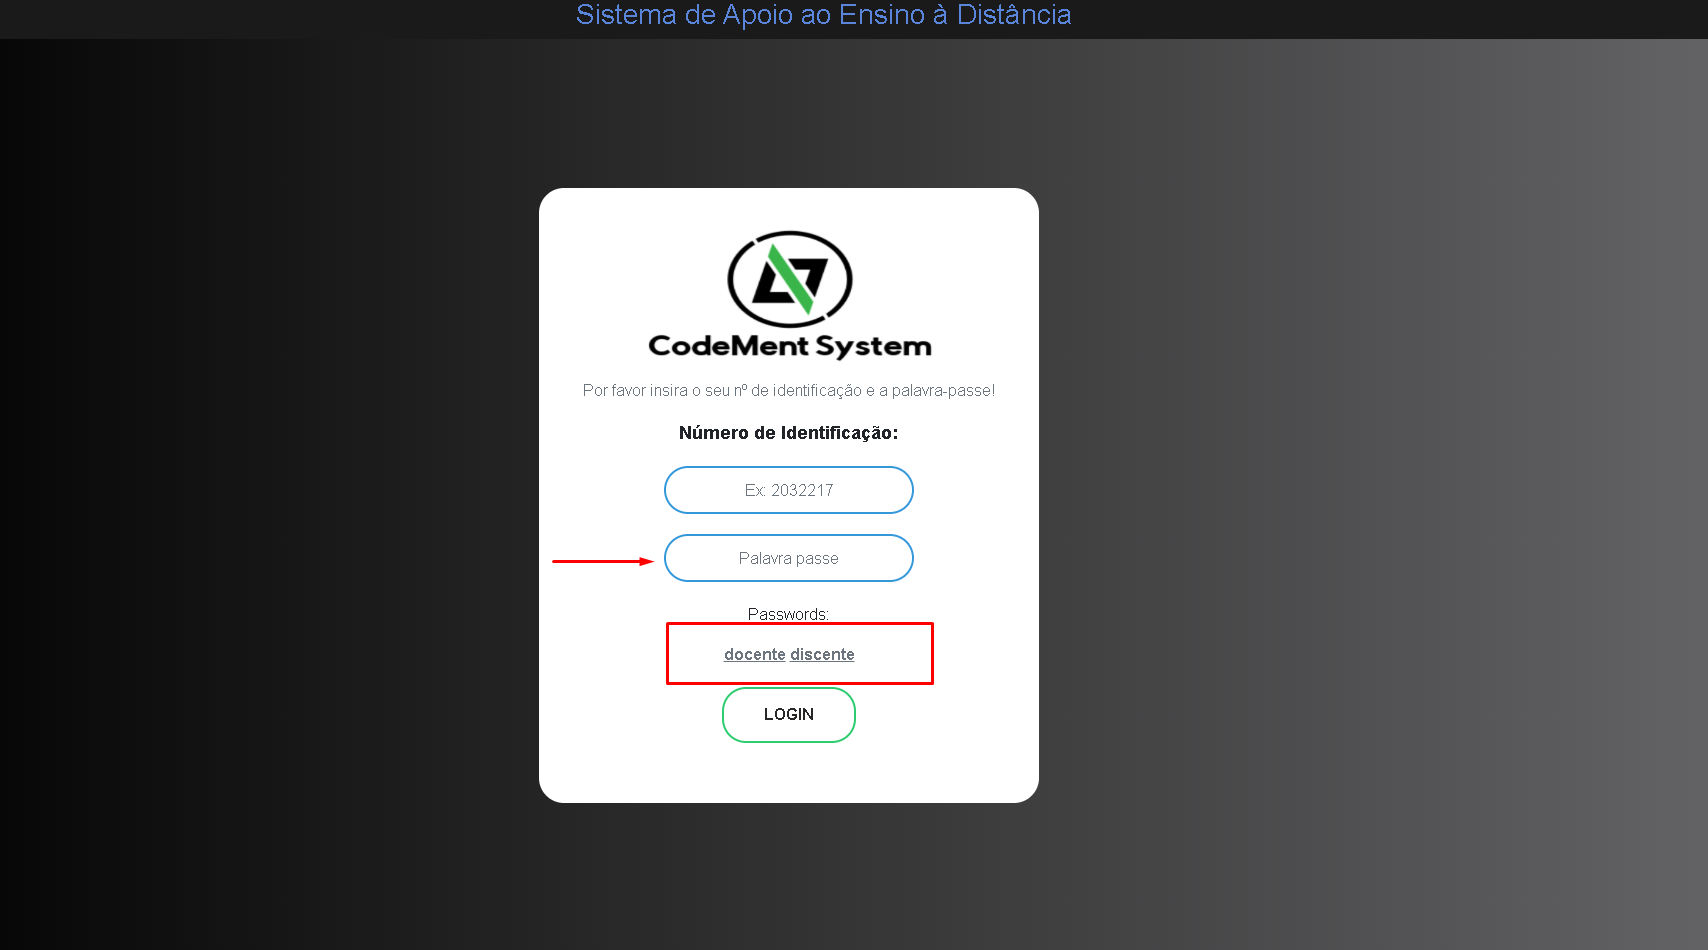 Sistema de Apoio ao Ensino à Distância
CodeMent System
Por favor insira o seu nº de identificação e a palavra-passe!
Número de Identificação:
Ex: 2032217
Palavra passe
Passwords:
docente discente
LOGIN